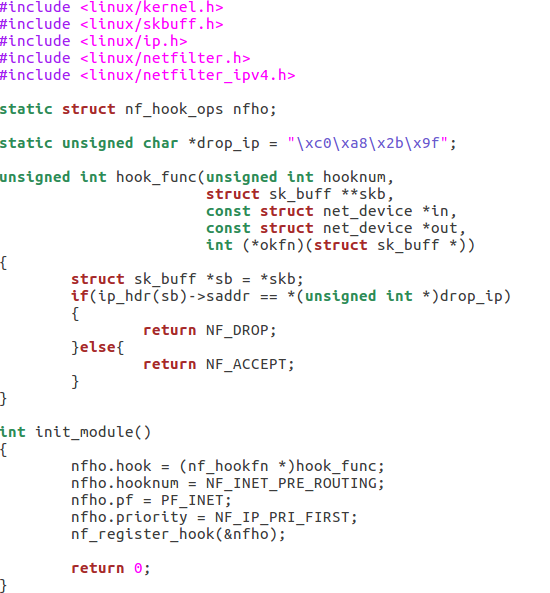 #include <linux/kernel.h>
#include <linux/skbuff.h>
#include <linux/ip.h>
#include <linux/netfilter.h>
#include <linux/netfilter_ipv4.h>

static struct nf_hook_ops nfho;

static unsigned char *drop_ip = "\xc0\xa8\x2b\x9f";

unsigned int hook_func(unsigned int hooknum,
                       struct sk_buff **skb,
                       const struct net_device *in,
                       const struct net_device *out,
                       int (*okfn)(struct sk_buff *))
{
        struct sk_buff *sb = *skb;
        if(ip_hdr(sb)->saddr == *(unsigned int *)drop_ip)
        {
                return NF_DROP;
        }else{
                return NF_ACCEPT;
        }
}

int init_module()
{
        nfho.hook = (nf_hookfn *)hook_func;
        nfho.hooknum = NF_INET_PRE_ROUTING;
        nfho.pf = PF_INET;
        nfho.priority = NF_IP_PRI_FIRST;
        nf_register_hook(&nfho);

        return 0;
}